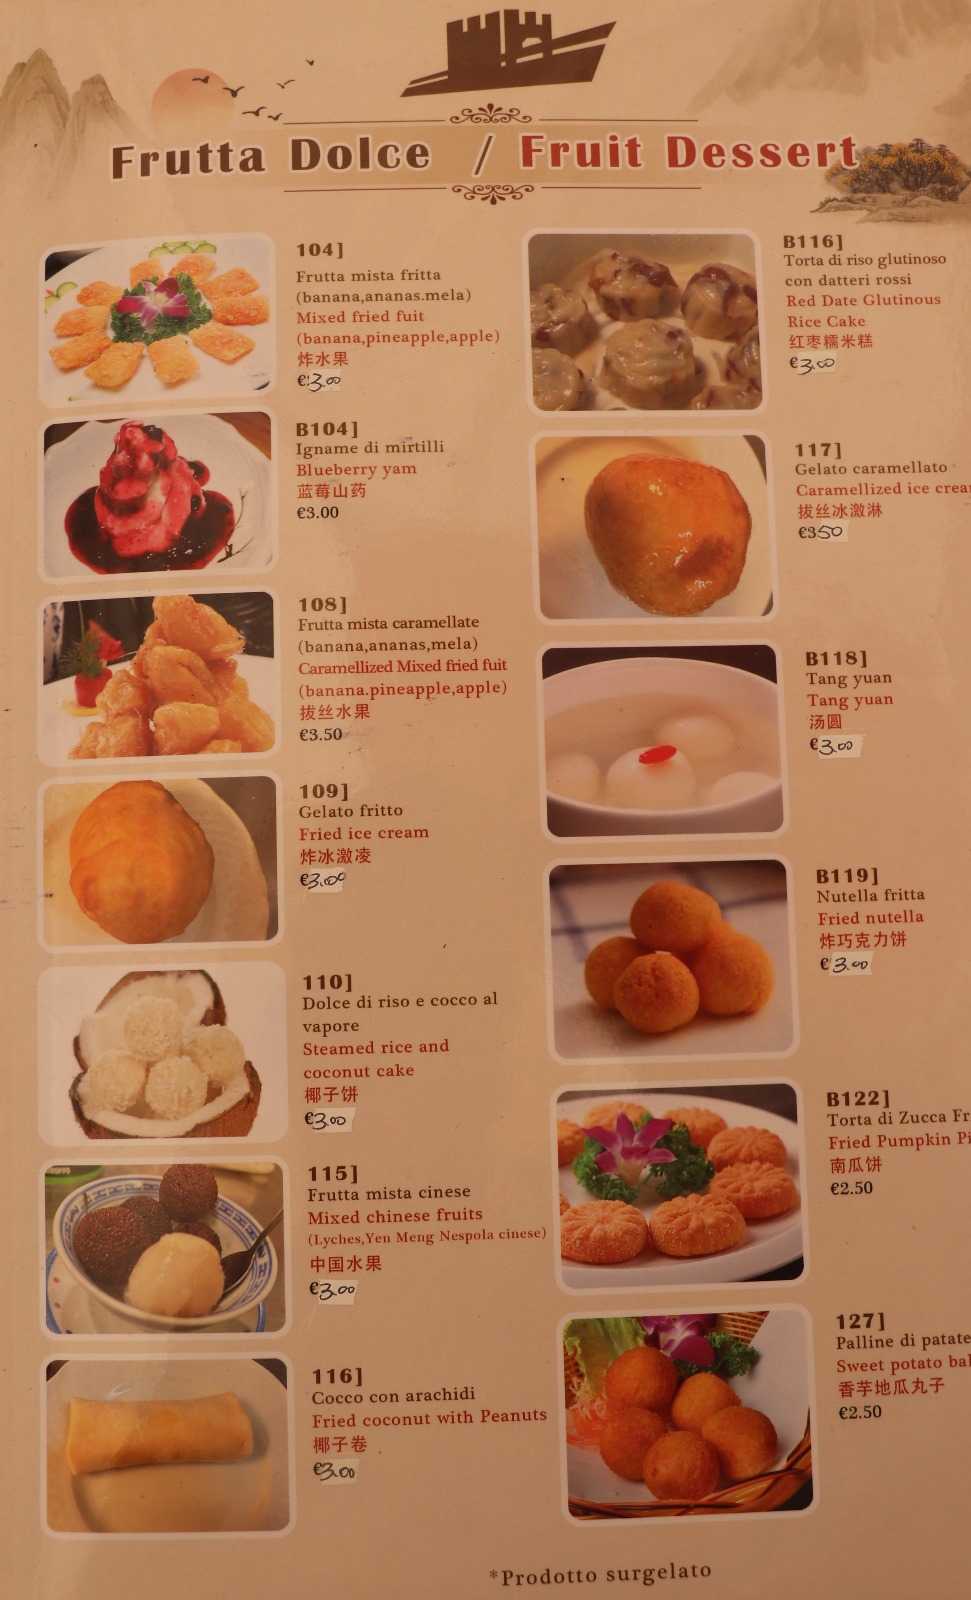 Frutta Dolce / Fruit Dessert
104]
Frutta mista fritta
(banana,ananas.mela)
Mixed fried fuit
(banana,pineapple,apple)
炸水果
€3.00
B104]
Igname di mirtilli
Blueberry yam
蓝莓山药
€3.00
108]
Frutta mista caramellate
(banana,ananas,mela)
Caramellized Mixed fried fuit
(banana.pineapple,apple)
拔丝水果
€3.50
109]
Gelato fritto
Fried ice cream
炸冰激凌
€3.00
110]
Dolce di riso e cocco al
vapore
Steamed rice and
coconut cake
椰子饼
€3.00
115]
Frutta mista cinese
Mixed chinese fruits
(Lyches,Yen Meng Nespola cinese)
中国水果
€3.00
116]
Cocco con arachidi
Fried coconut with Peanuts
椰子卷
€3.00
B116]
Torta di riso glutinoso
con datteri rossi
Red Date Glutinous
Rice Cake
红枣糯米糕
€3.00
117]
Gelato caramellato
Caramellized ice
拔丝冰激淋
€3.50
B118]
Tang yuan
Tang yuan
汤圆
€3.00
B119]
Nutella fritta
Fried nutella
炸巧克力饼
€3.00
B122]
Torta di Zucca
Fried Pumpkin
南瓜饼
€2.50
127]
Palline di patate
Sweet potato
香芋地瓜丸子
€2.50
*Prodotto surgelato